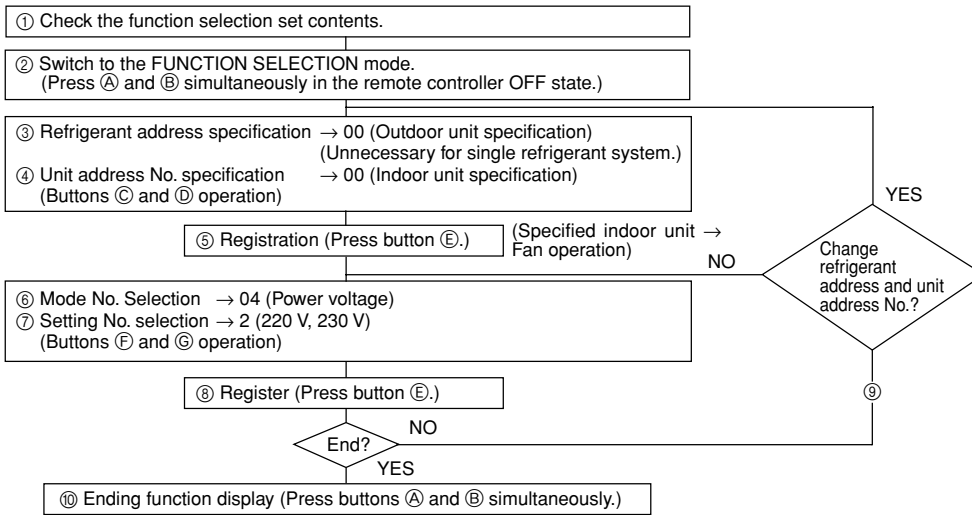 ① Check the function selection set contents.
② Switch to the FUNCTION SELECTION mode.
(Press Ⓐ and Ⓑ simultaneously in the remote controller OFF state.)
③ Refrigerant address specification → 00 (Outdoor unit specification)
(Unnecessary for single refrigerant system.)
④ Unit address No. specification → 00 (Indoor unit specification)
(Buttons Ⓒ and Ⓓ operation)
YES
⑤ Registration (Press button Ⓔ.)
(Specified indoor unit →
Fan operation)
NO
Change
refrigerant
address and unit
address No.?
⑥ Mode No. Selection → 04 (Power voltage)
⑦ Setting No. selection → 2 (220 V, 230 V)
(Buttons Ⓕ and Ⓖ operation)
⑧ Register (Press button Ⓔ.)
⑨
End?
NO
YES
⑩ Ending function display (Press buttons Ⓐ and Ⓑ simultaneously.)